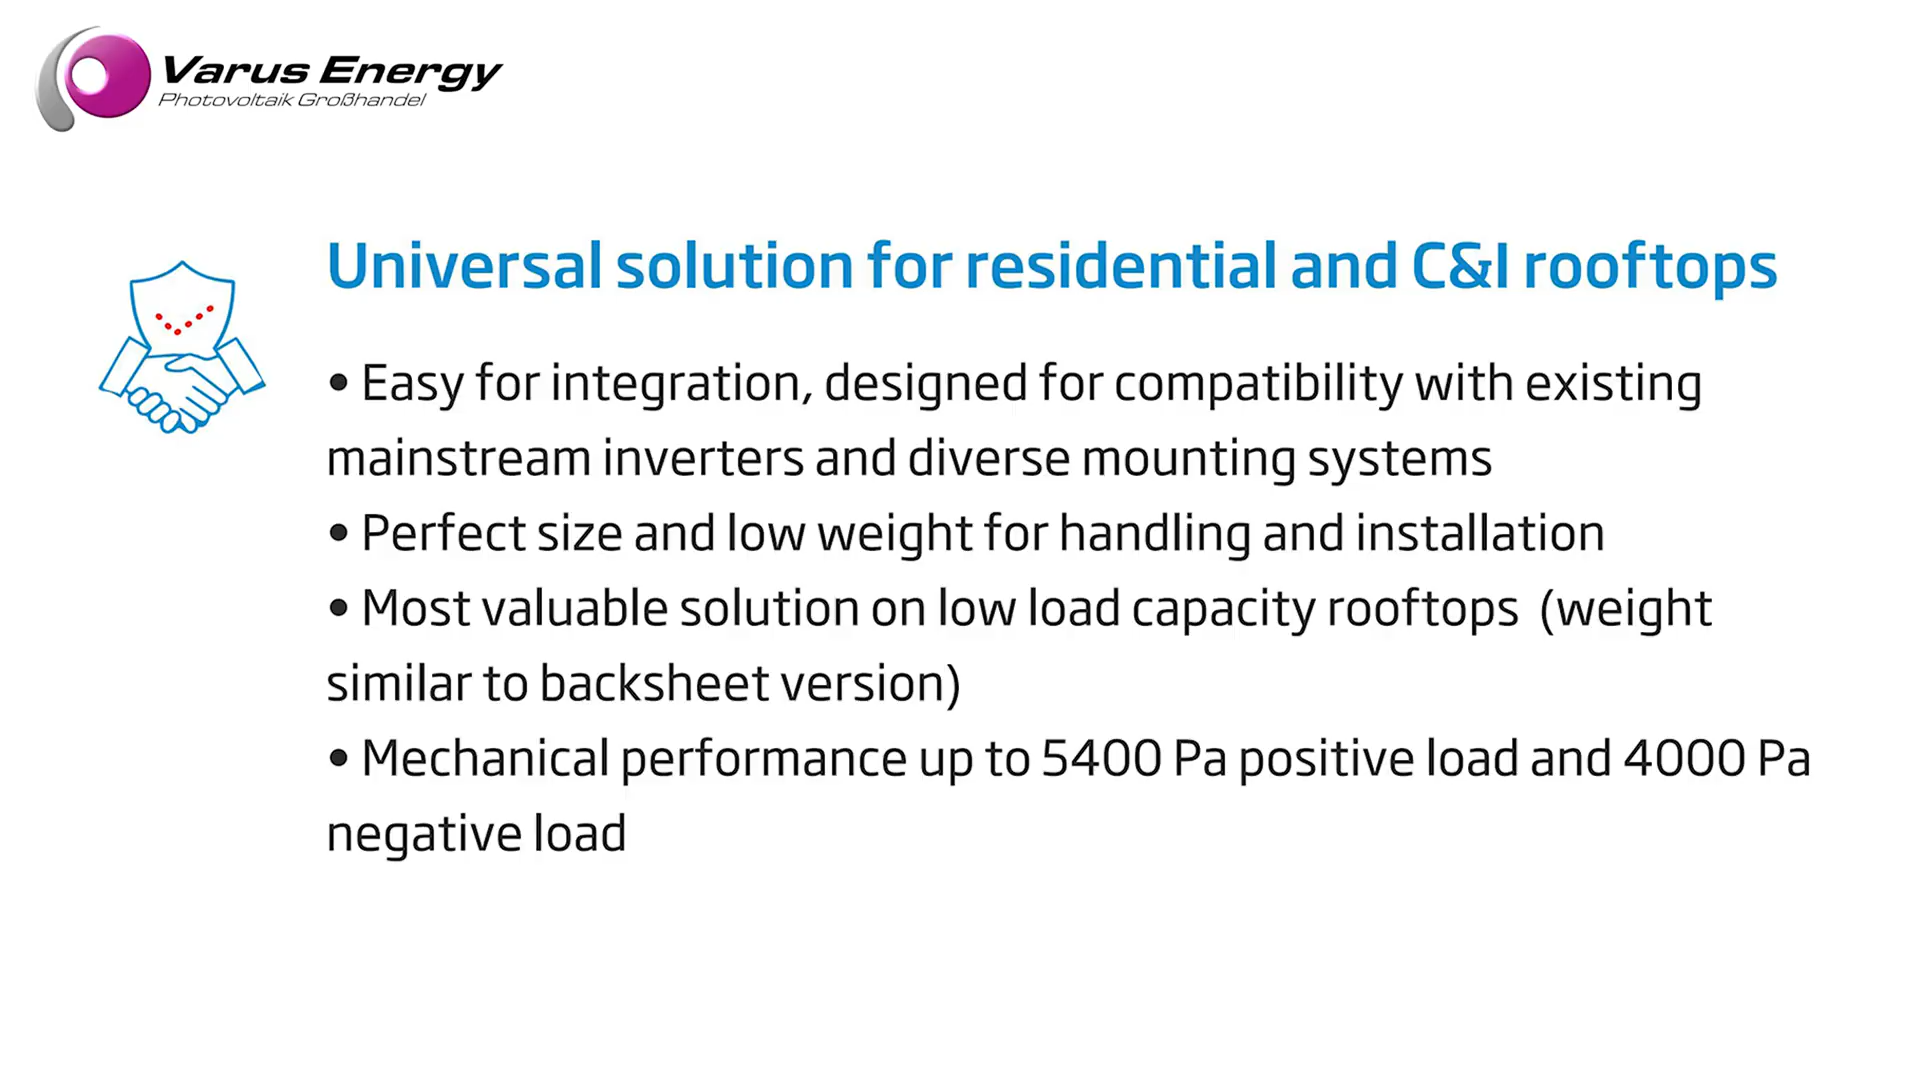 Varus Energy
Photovoltaik Großhandel
Universal solution for residential and C&I rooftops
• Easy for integration, designed for compatibility with existing
mainstream inverters and diverse mounting systems
• Perfect size and low weight for handling and installation
• Most valuable solution on low load capacity rooftops (weight
similar to backsheet version)
• Mechanical performance up to 5400 Pa positive load and 4000 Pa
negative load